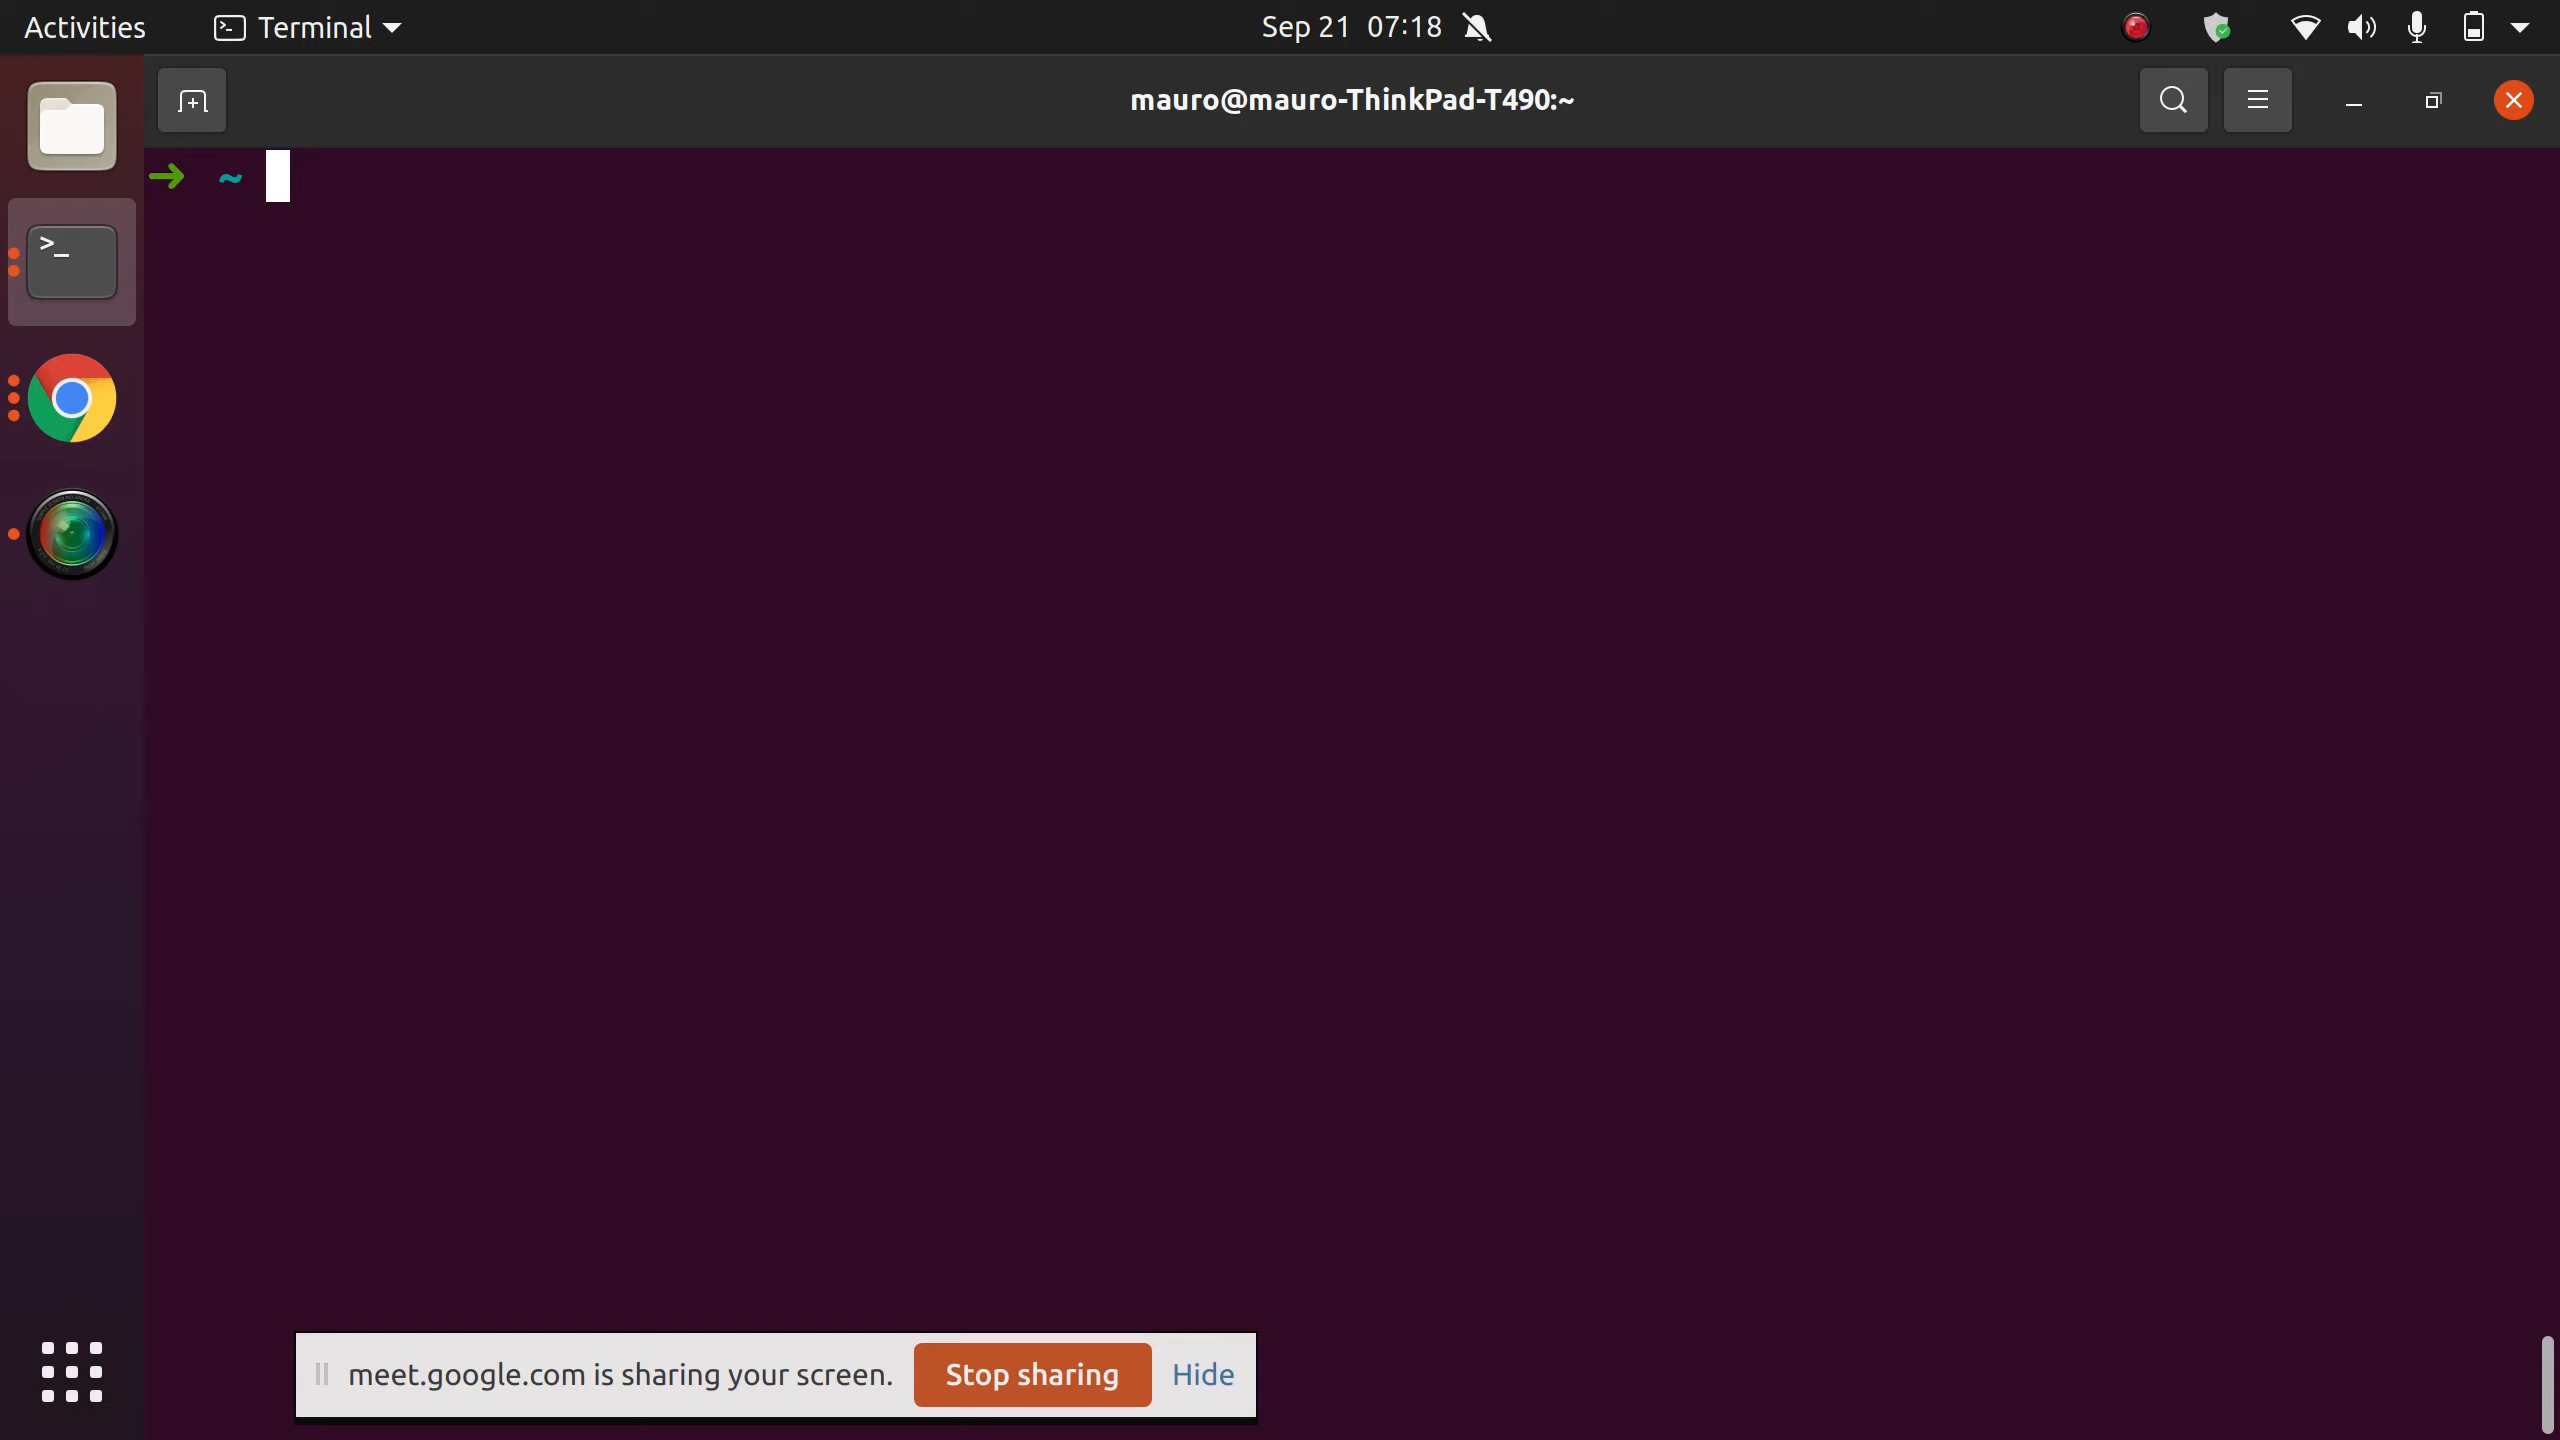 Activities
Terminal
Sep 21 07:18
mauro@mauro-ThinkPad-T490:~
➜ ~
>_
meet.google.com is sharing your screen.
Stop sharing
Hide